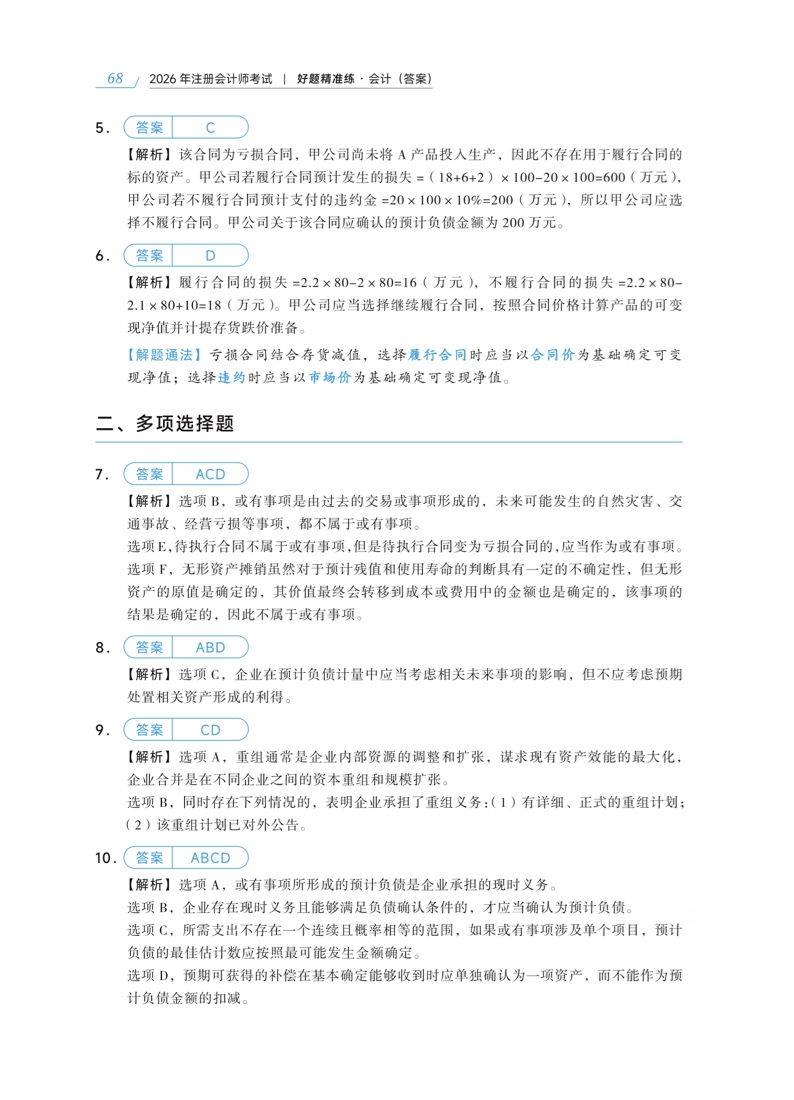 68 2026 年注册会计师考试 | 好题精准练·会计（答案）
5. 答案 C
【解析】该合同为亏损合同，甲公司尚未将 A 产品投入生产，因此不存在用于履行合同的
标的资产。甲公司若履行合同预计发生的损失 =（18+6+2）×100-20×100=600（万元），
甲公司若不履行合同预计支付的违约金 =20×100×10%=200（万元），所以甲公司应选
择不履行合同。甲公司关于该合同应确认的预计负债金额为 200 万元。
6. 答案 D
【解析】履行合同的损失 =2.2×80-2×80=16（万元），不履行合同的损失 =2.2×80-
2.1×80+10=18（万元）。甲公司应当选择继续履行合同，按照合同价格计算产品的可变
现净值并计提存货跌价准备。
【解题通法】亏损合同结合存货减值，选择履行合同时应当以合同价为基础确定可变
现净值；选择违约时应当以市场价为基础确定可变现净值。
二、多项选择题
7. 答案 ACD
【解析】选项 B，或有事项是由过去的交易或事项形成的，未来可能发生的自然灾害、交
通事故、经营亏损等事项，都不属于或有事项。
选项 E，待执行合同不属于或有事项，但是待执行合同变为亏损合同的，应当作为或有事项。
选项 F，无形资产摊销虽然对于预计残值和使用寿命的判断具有一定的不确定性，但无形
资产的原值是确定的，其价值最终会转移到成本或费用中的金额也是确定的，该事项的
结果是确定的，因此不属于或有事项。
8. 答案 ABD
【解析】选项 C，企业在预计负债计量中应当考虑相关未来事项的影响，但不应考虑预期
处置相关资产形成的利得。
9. 答案 CD
【解析】选项 A，重组通常是企业内部资源的调整和扩张，谋求现有资产效能的最大化，
企业合并是在不同企业之间的资本重组和规模扩张。
选项 B，同时存在下列情况的，表明企业承担了重组义务：（1）有详细、正式的重组计划；
（2）该重组计划已对外公告。
10. 答案 ABCD
【解析】选项 A，或有事项所形成的预计负债是企业承担的现时义务。
选项 B，企业存在现时义务且能够满足负债确认条件的，才应当确认为预计负债。
选项 C，所需支出不存在一个连续且概率相等的范围，如果或有事项涉及单个项目，预计
负债的最佳估计数应按照最可能发生金额确定。
选项 D，预期可获得的补偿在基本确定能够收到时应单独确认为一项资产，而不能作为预
计负债金额的扣减。